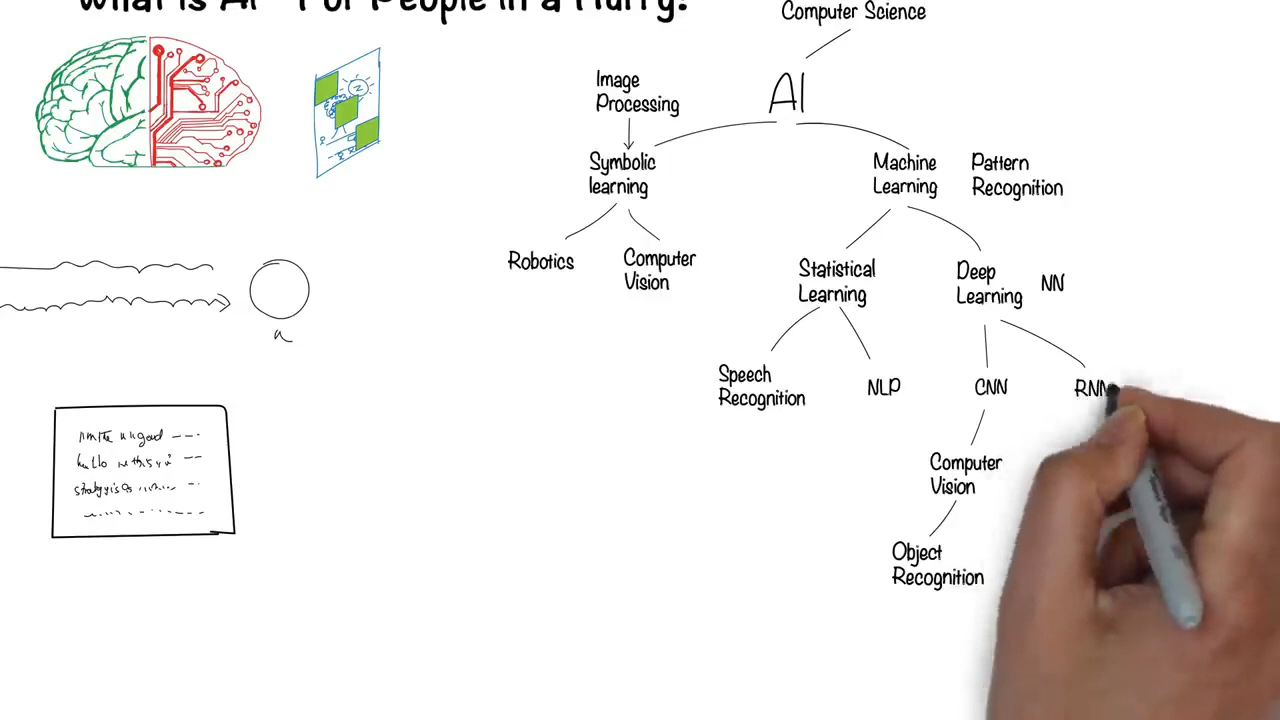 What is AI For People in a Hurry!
Computer Science
AI
Image
Processing
Symbolic
learning
Machine
Learning
Pattern
Recognition
Robotics
Computer
Vision
Statistical
Learning
Deep
Learning
NN
Speech
Recognition
NLP
CNN
RNN
Computer
Vision
Object
Recognition
a
hello